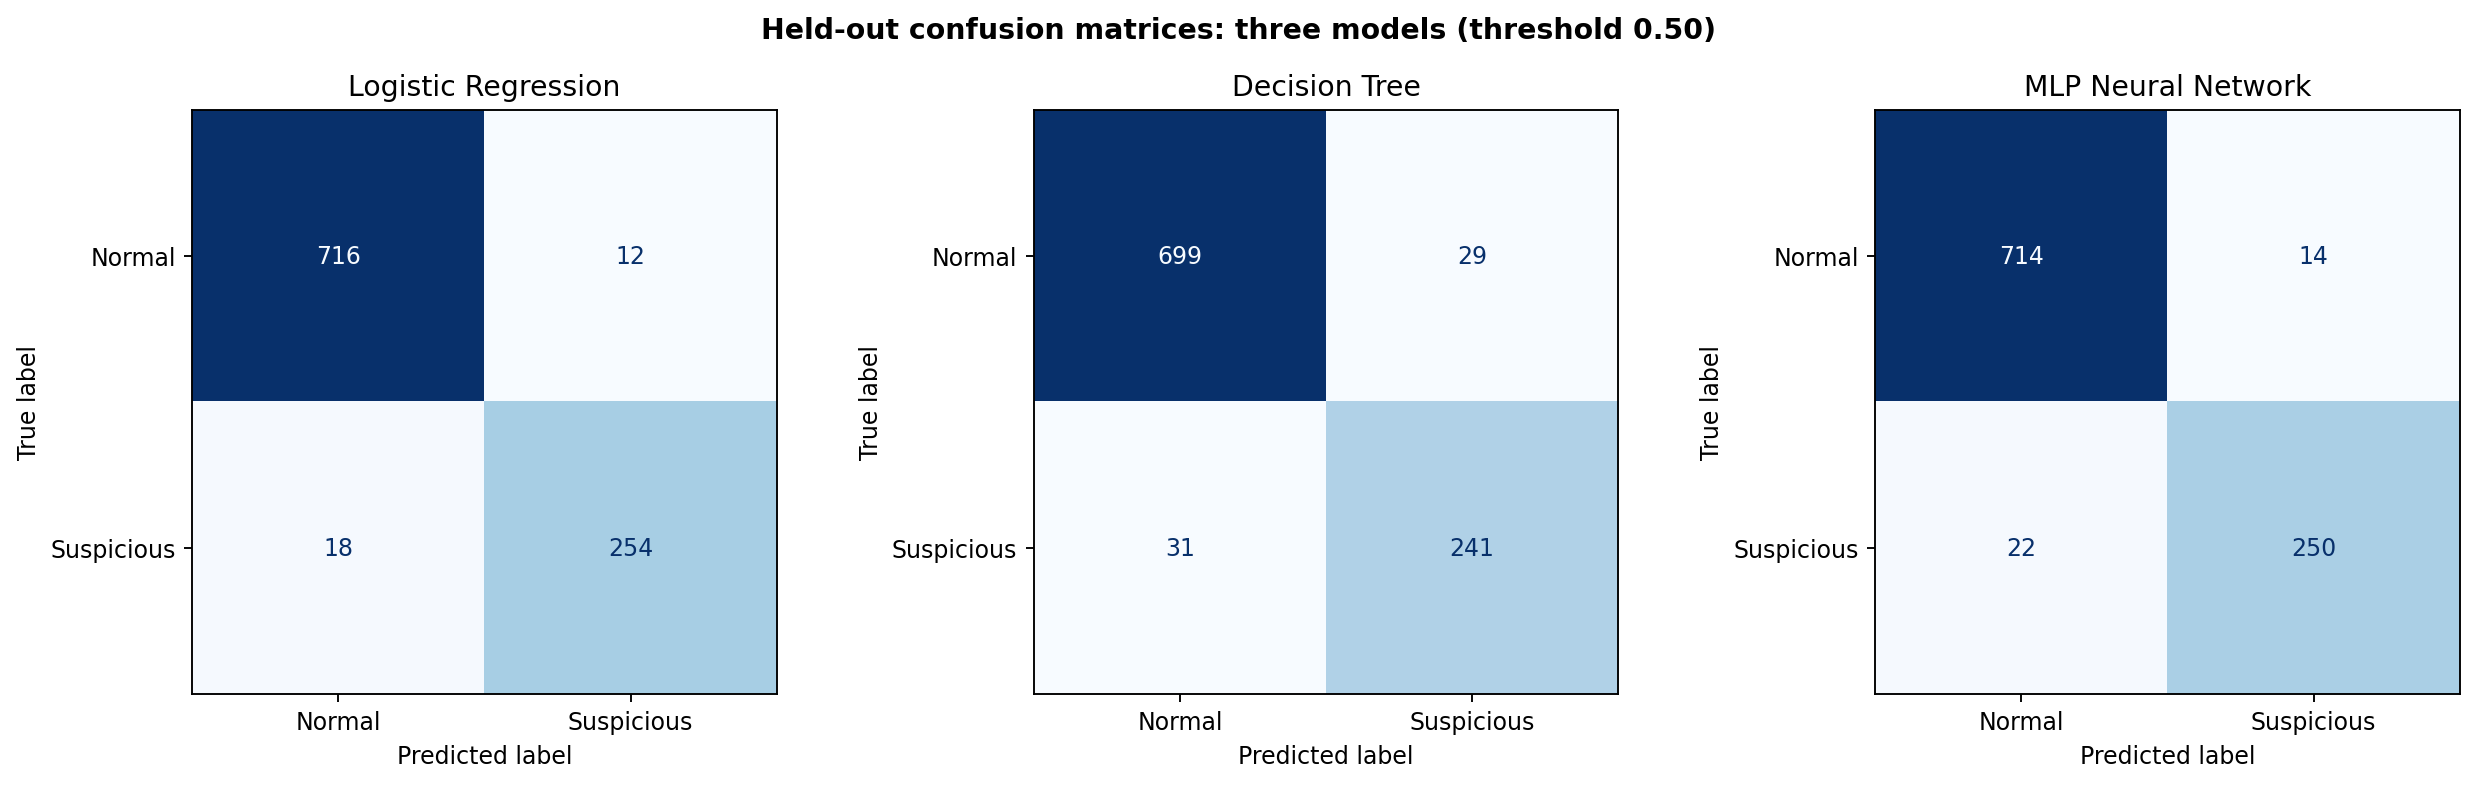 Held-out confusion matrices: three models (threshold 0.50)
Logistic Regression
True label
Normal
716
12
Suspicious
18
254
Normal
Suspicious
Predicted label
Decision Tree
True label
Normal
699
29
Suspicious
31
241
Normal
Suspicious
Predicted label
MLP Neural Network
True label
Normal
714
14
Suspicious
22
250
Normal
Suspicious
Predicted label